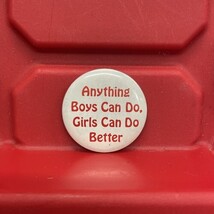 Anything
Boys Can Do,
Girls Can Do
Better